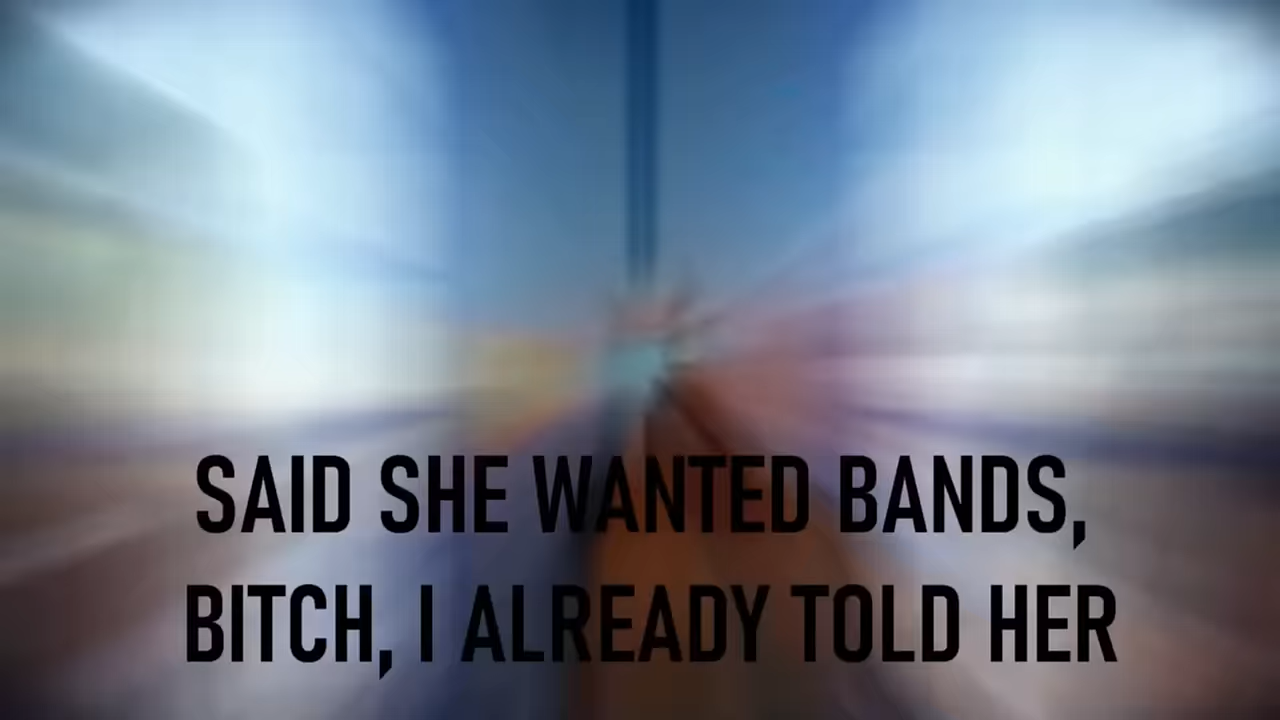 SAID SHE WANTED BANDS,
BITCH, I ALREADY TOLD HER